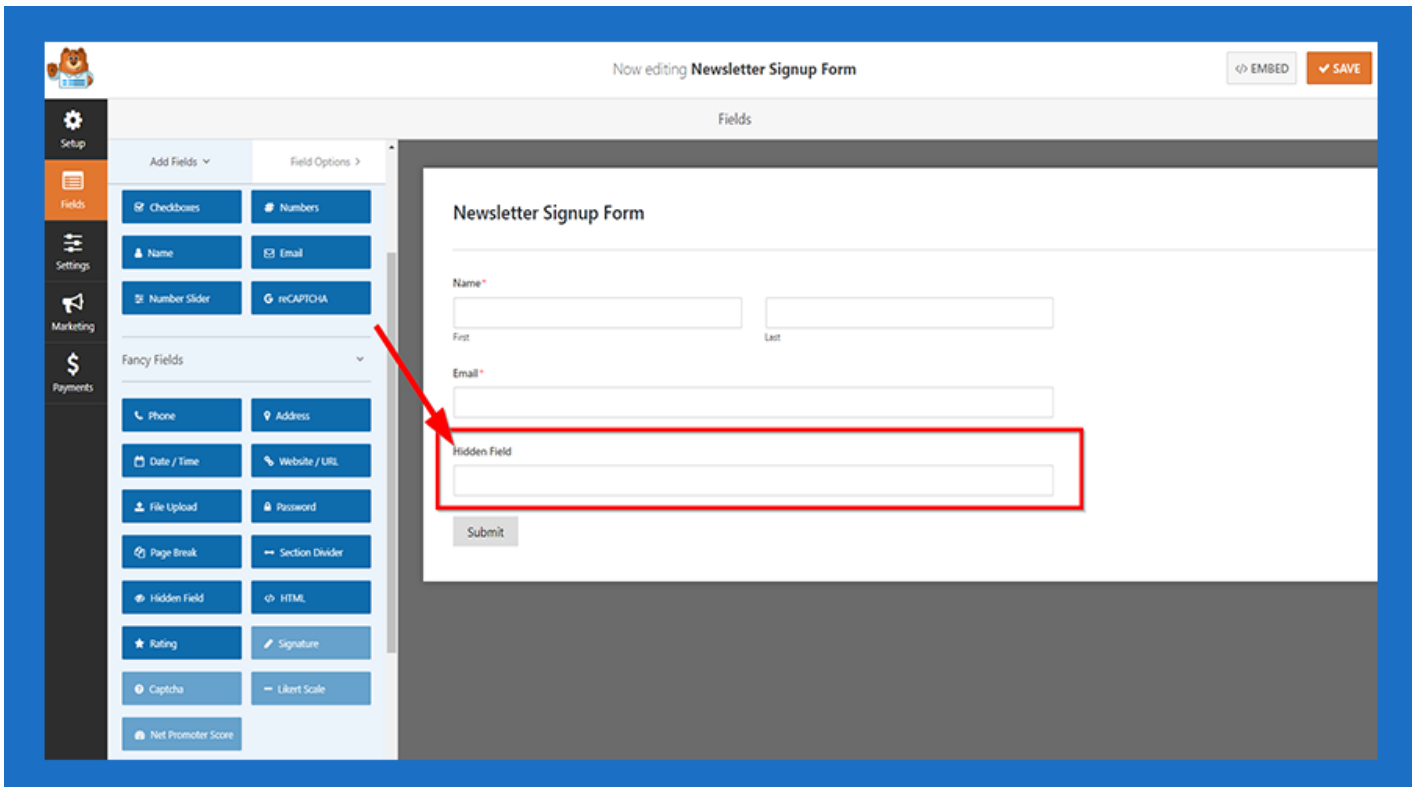 Now editing Newsletter Signup Form
</> EMBED
SAVE
Setup
Fields
Settings
Marketing
Payments
Fields
Add Fields
Field Options
Checkboxes
Numbers
Name
Email
Number Slider
reCAPTCHA
Fancy Fields
Phone
Address
Date / Time
Website / URL
File Upload
Password
Page Break
Section Divider
Hidden Field
HTML
Rating
Signature
Captcha
Likert Scale
Net Promoter Score
Newsletter Signup Form
Name*
First
Last
Email*
Hidden Field
Submit